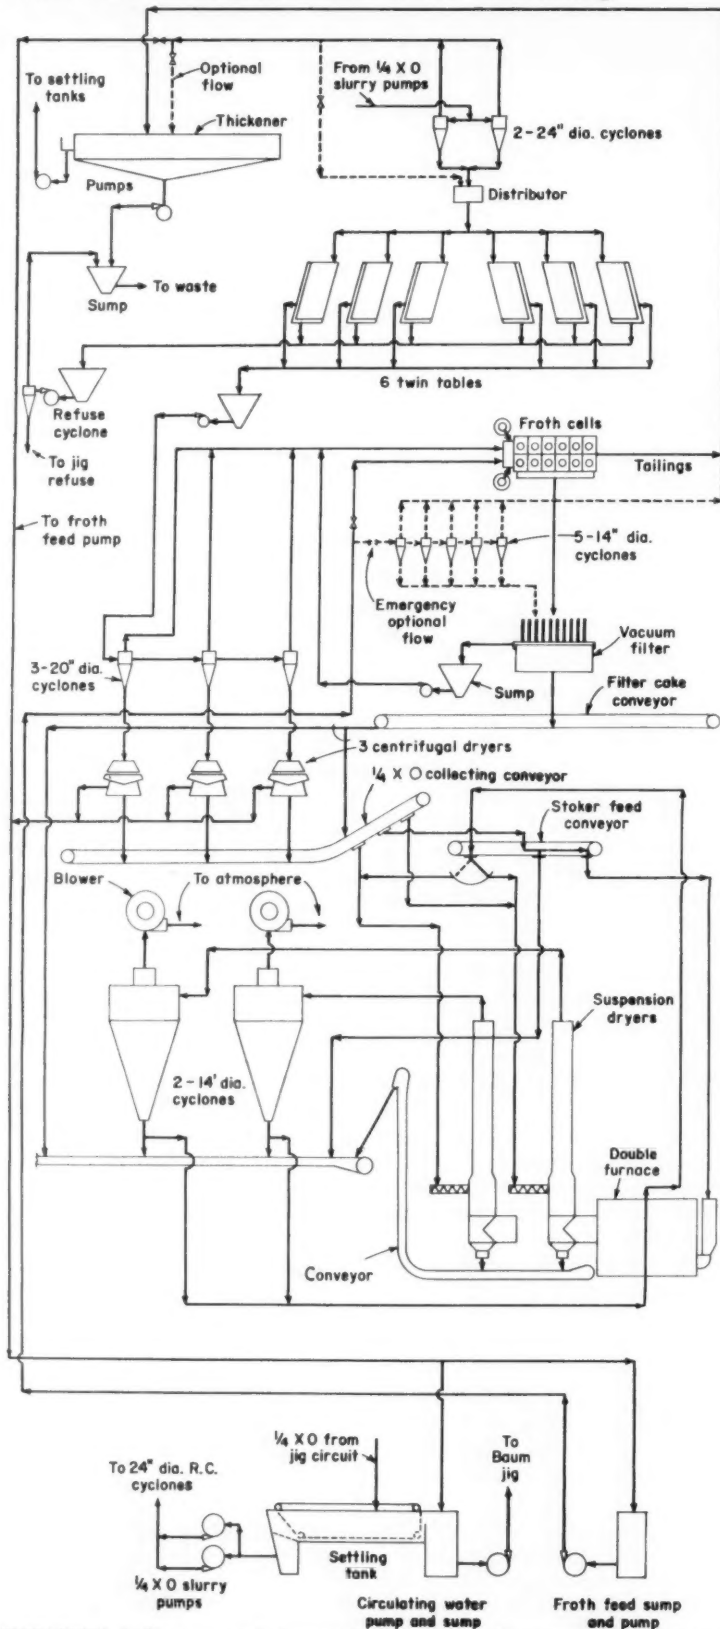 To settling
tanks
Optional
flow
From ¼ X O
slurry pumps
Thickener
2-24" dia. cyclones
Pumps
Distributor
To waste
Sump
6 twin tables
Refuse
cyclone
To jig
refuse
Froth cells
Tailings
To froth
feed pump
5-14" dia.
cyclones
Emergency
optional
flow
Vacuum
filter
3-20" dia.
cyclones
Sump
Filter cake
conveyor
3 centrifugal dryers
¼ X O collecting conveyor
Stoker feed
conveyor
Blower
To atmosphere
Suspension
dryers
2-14' dia.
cyclones
Double
furnace
Conveyor
¼ X O from
jig circuit
To
Baum
jig
To 24" dia. R.C.
cyclones
Settling
tank
¼ X O slurry
pumps
Circulating water
pump and sump
Froth feed sump
and pump